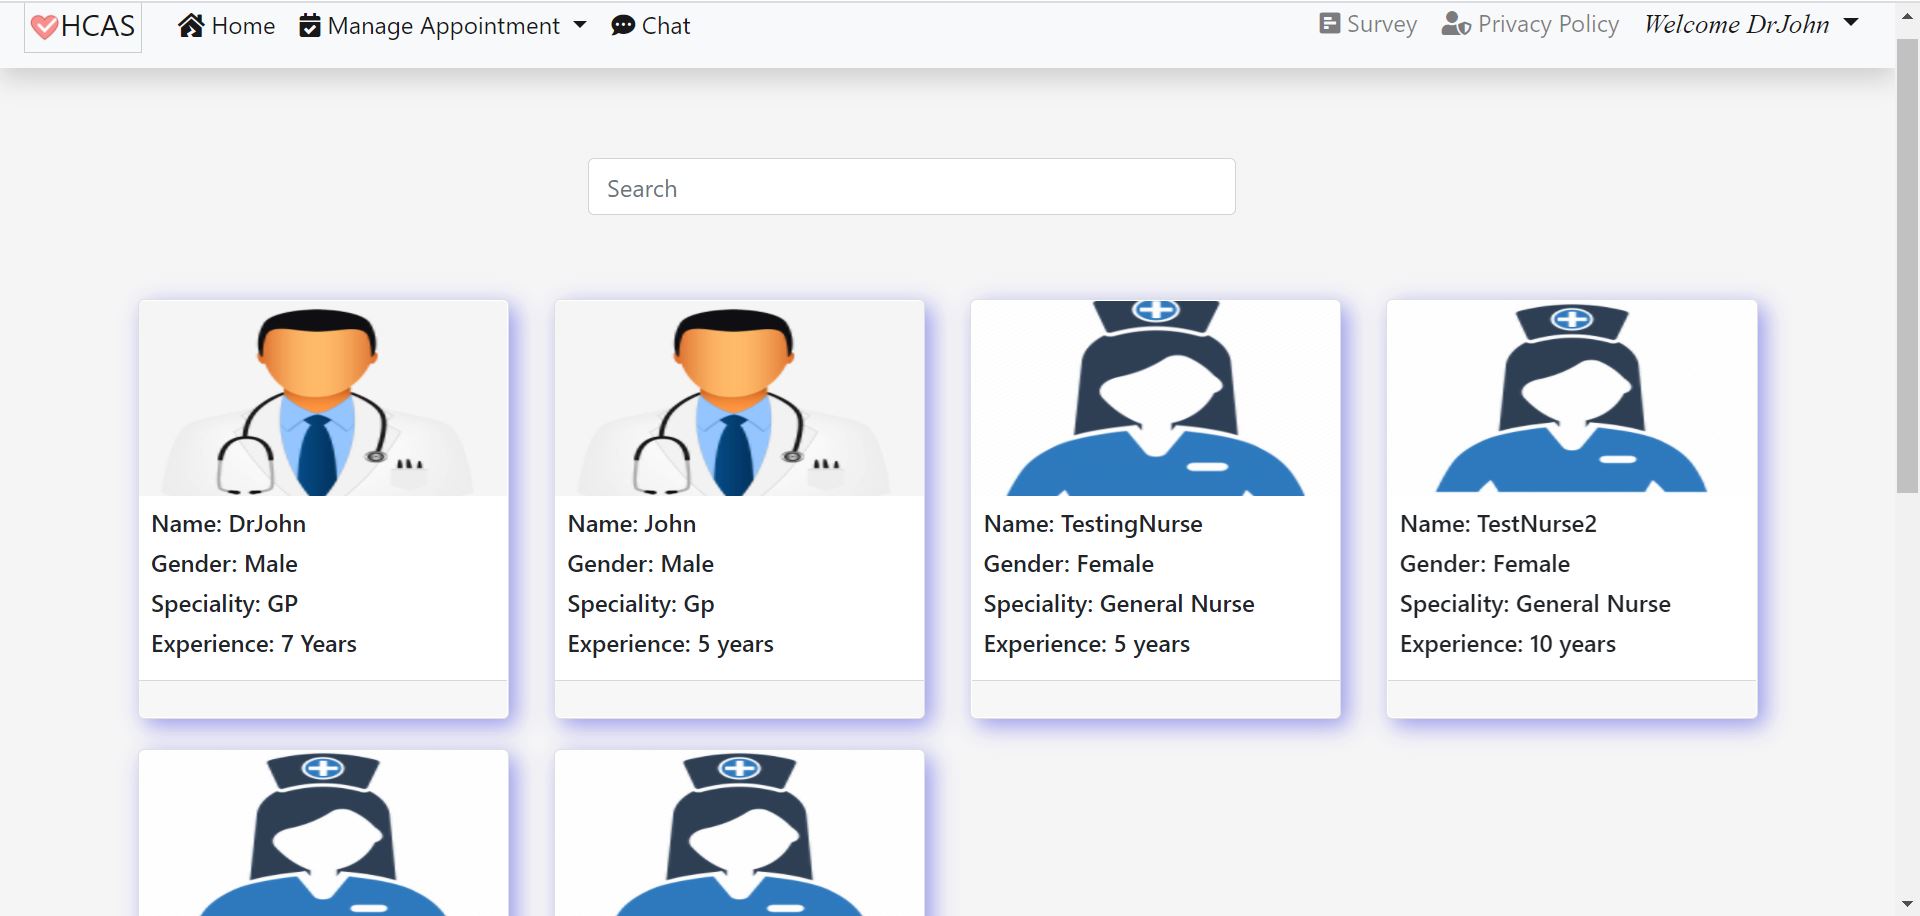 HCAS Home Manage Appointment Chat Survey Privacy Policy Welcome DrJohn
Search
Name: DrJohn
Gender: Male
Speciality: GP
Experience: 7 Years
Name: John
Gender: Male
Speciality: Gp
Experience: 5 years
Name: TestingNurse
Gender: Female
Speciality: General Nurse
Experience: 5 years
Name: TestNurse2
Gender: Female
Speciality: General Nurse
Experience: 10 years